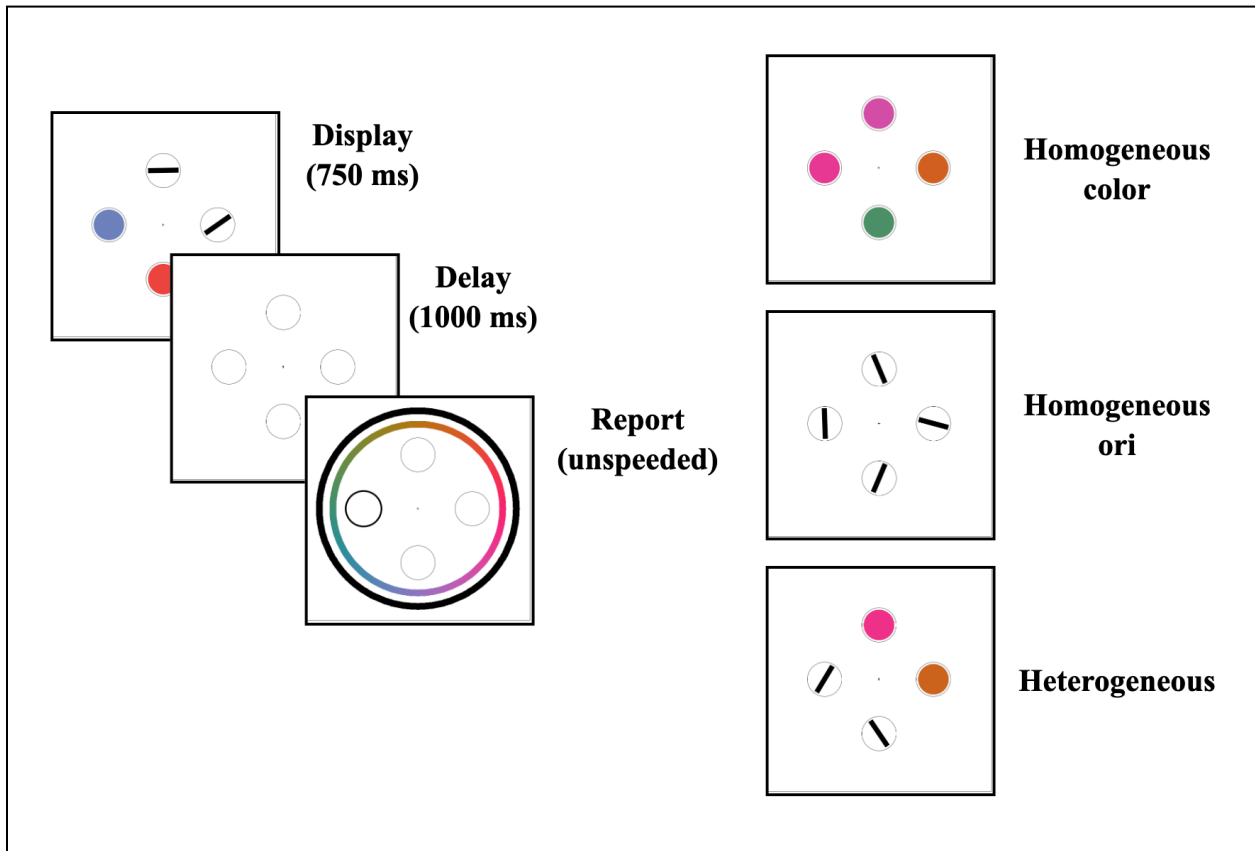 Display
(750 ms)
Delay
(1000 ms)
Report
(unspeeded)
Homogeneous
color
Homogeneous
ori
Heterogeneous